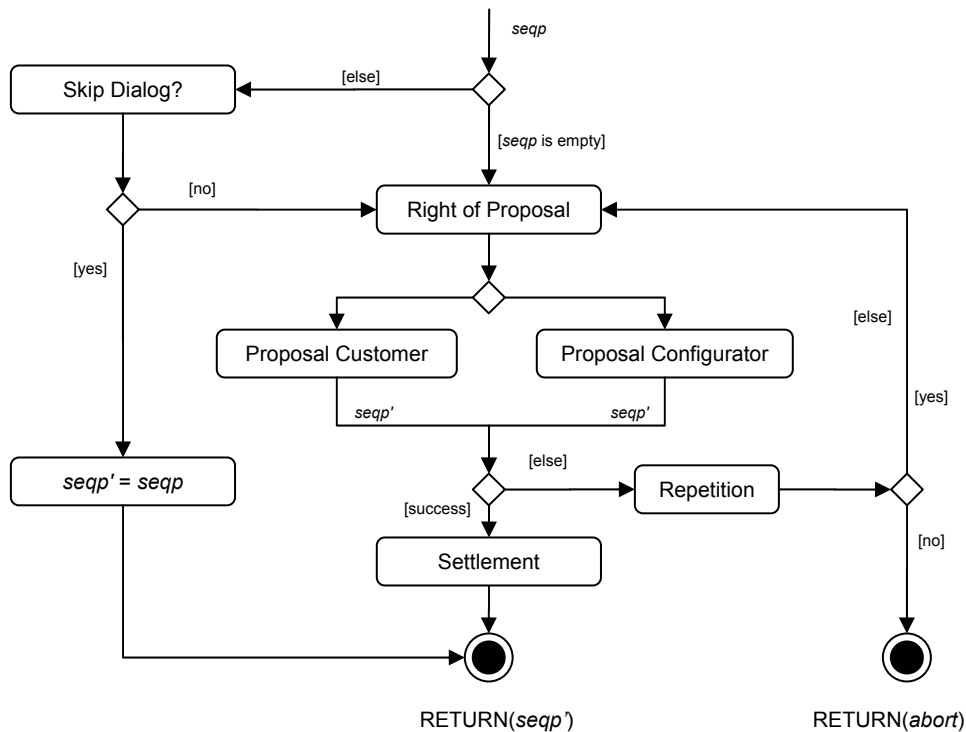 seqp
[else]
Skip Dialog?
[seqp is empty]
[no]
Right of Proposal
[yes]
[else]
Proposal Customer
Proposal Configurator
seqp'
seqp'
[yes]
[else]
seqp' = seqp
Repetition
[success]
[no]
Settlement
RETURN(seqp’)
RETURN(abort)